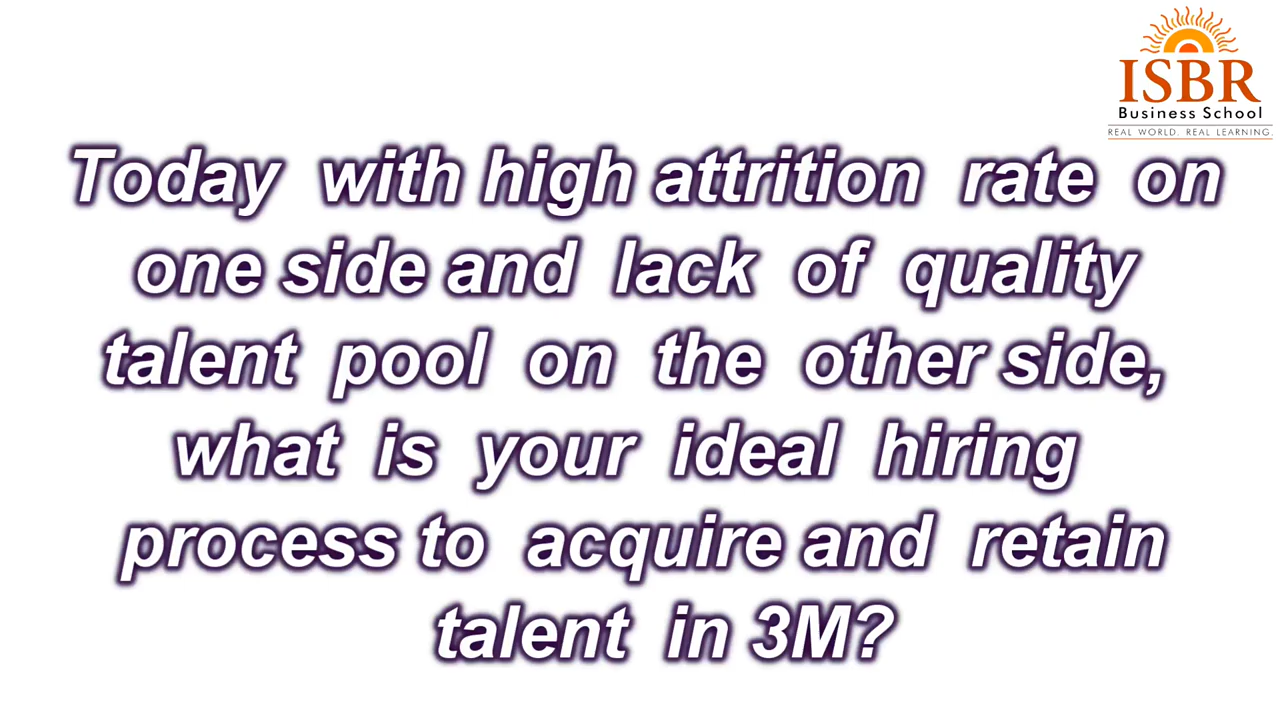 ISBR
Business School
REAL WORLD. REAL LEARNING.
Today with high attrition rate on
one side and lack of quality
talent pool on the other side,
what is your ideal hiring
process to acquire and retain
talent in 3M?